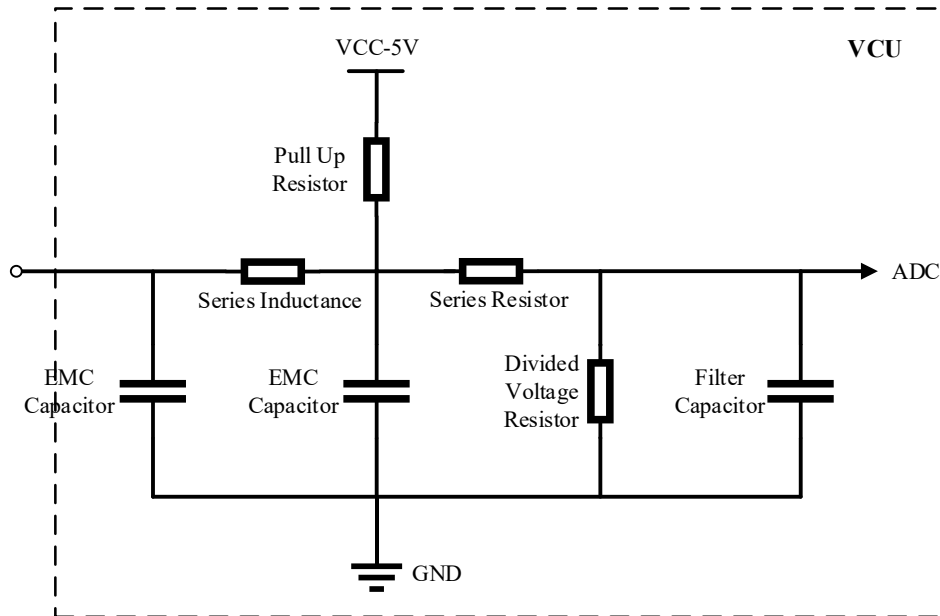 VCC-5V
VCU
Pull Up
Resistor
ADC
Series Inductance
Series Resistor
EMC
Capacitor
EMC
Capacitor
Divided
Voltage
Resistor
Filter
Capacitor
GND